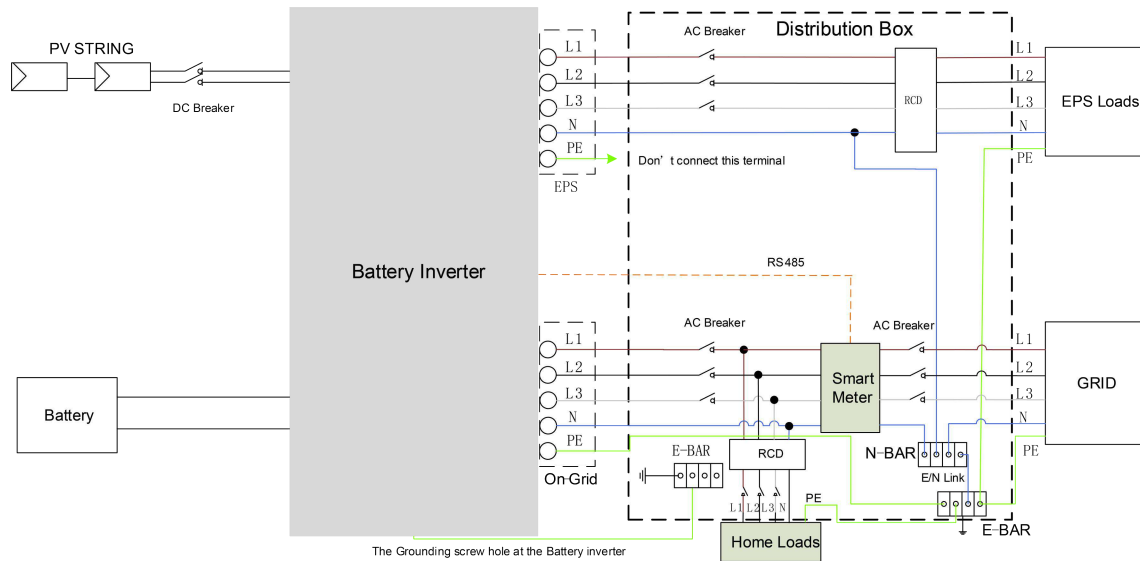 Distribution Box
PV STRING
DC Breaker
AC Breaker
L1
L2
L3
N
PE
EPS
RCD
L1
L2
L3
N
PE
EPS Loads
Don't connect this terminal
Battery Inverter
RS485
AC Breaker
AC Breaker
L1
L2
L3
N
PE
On-Grid
Smart
Meter
L1
L2
L3
N
PE
GRID
Battery
E-BAR
RCD
N-BAR
E/N Link
L1 L2 L3 N
PE
E-BAR
Home Loads
The Grounding screw hole at the Battery inverter